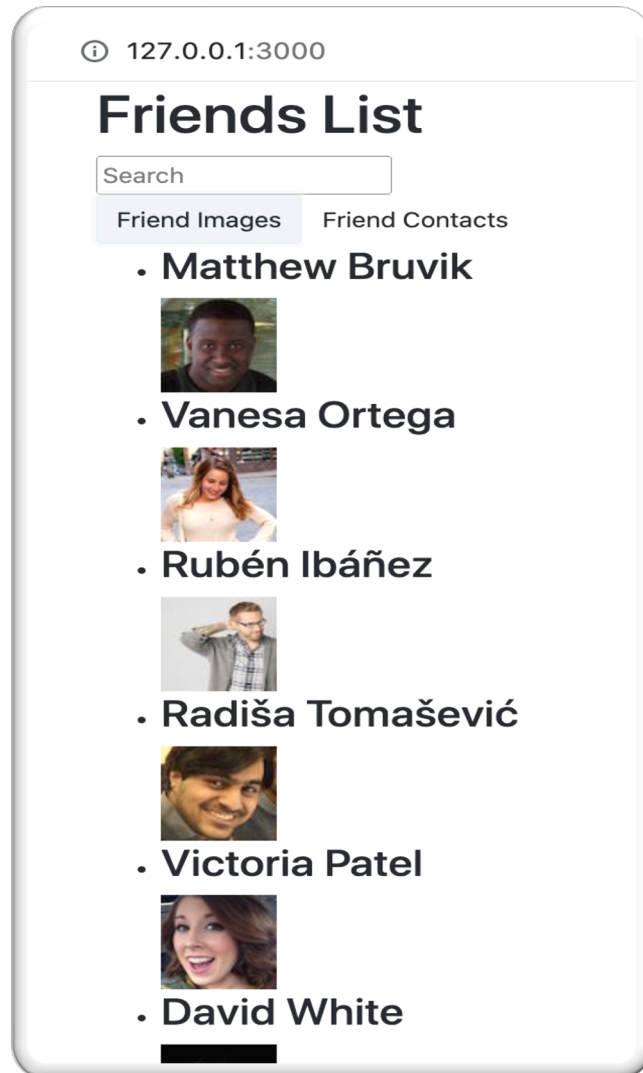 127.0.0.1:3000
Friends List
Search
Friend Images Friend Contacts
Matthew Bruvik
Vanesa Ortega
Rubén Ibáñez
Radiša Tomašević
Victoria Patel
David White